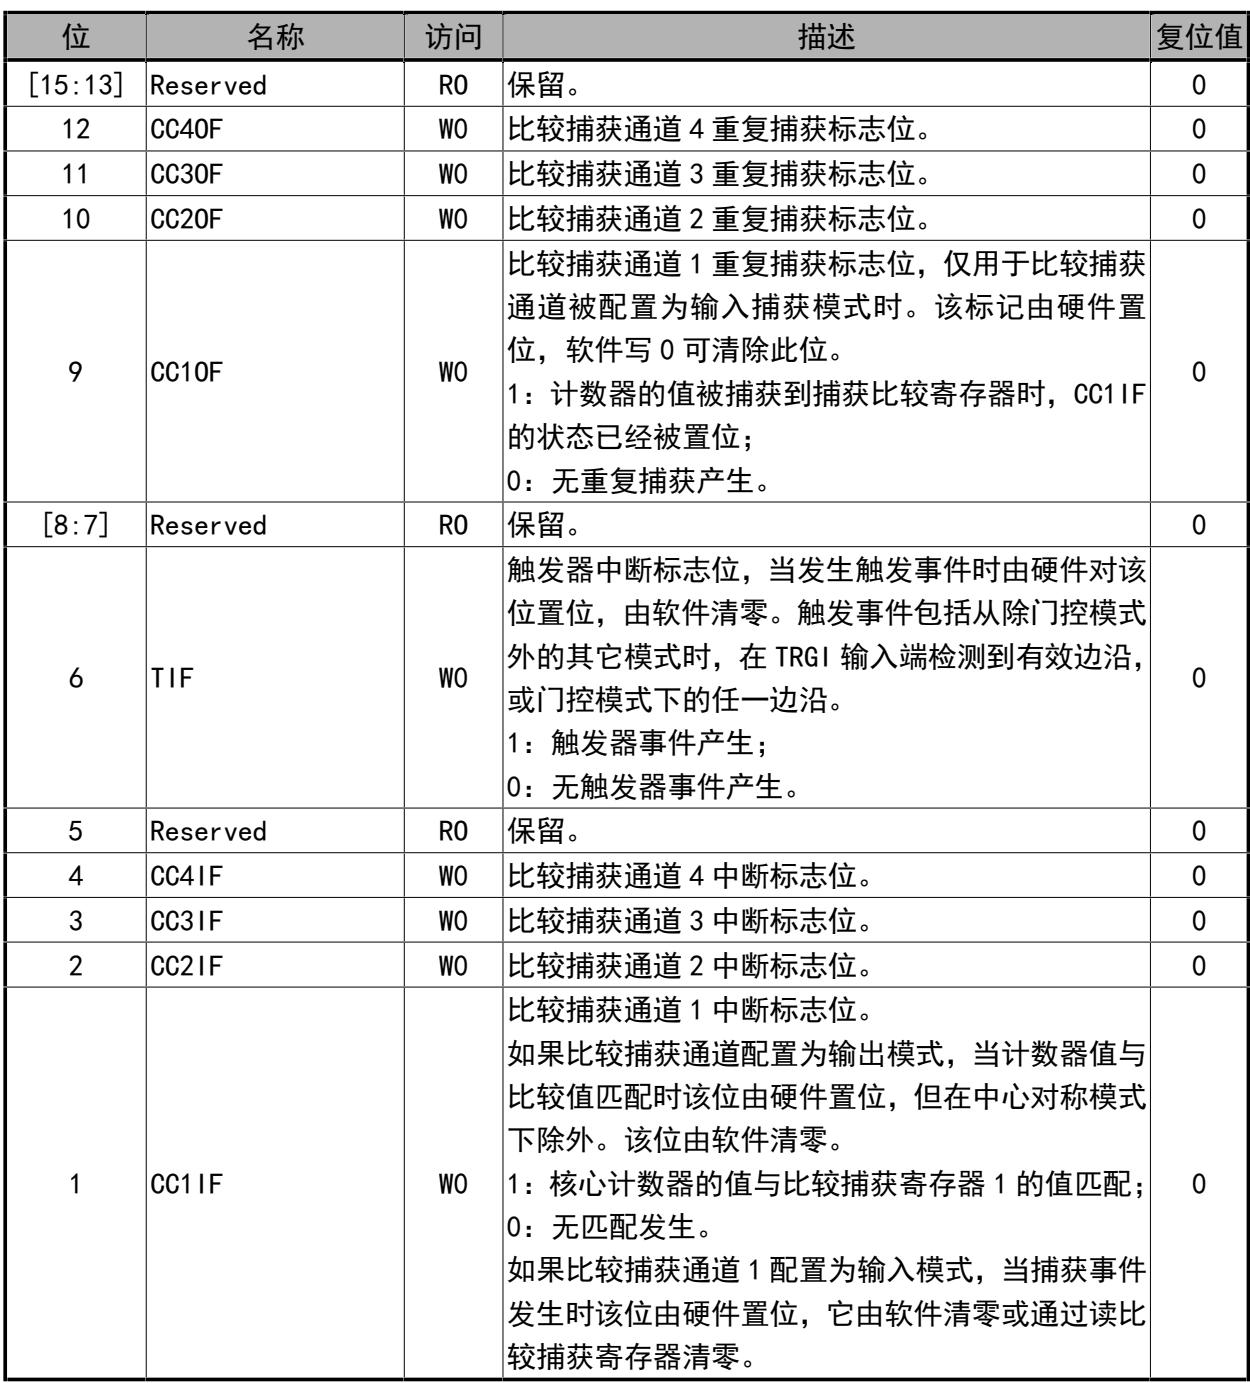 位 名称 访问 描述 复位值
[15:13] Reserved RO 保留。 0
12 CC4OF W0 比较捕获通道 4 重复捕获标志位。 0
11 CC3OF W0 比较捕获通道 3 重复捕获标志位。 0
10 CC2OF W0 比较捕获通道 2 重复捕获标志位。 0
9 CC1OF W0 比较捕获通道 1 重复捕获标志位，仅用于比较捕获
通道被配置为输入捕获模式时。该标记由硬件置
位，软件写 0 可清除此位。
1：计数器的值被捕获到捕获比较寄存器时，CC1IF
的状态已经被置位；
0：无重复捕获产生。
0
[8:7] Reserved RO 保留。 0
6 TIF W0 触发器中断标志位，当发生触发事件时由硬件对该
位置位，由软件清零。触发事件包括从除门控模式
外的其它模式时，在 TRGI 输入端检测到有效边沿，
或门控模式下的任一边沿。
1：触发器事件产生；
0：无触发器事件产生。
0
5 Reserved RO 保留。 0
4 CC4IF W0 比较捕获通道 4 中断标志位。 0
3 CC3IF W0 比较捕获通道 3 中断标志位。 0
2 CC2IF W0 比较捕获通道 2 中断标志位。 0
1 CC1IF W0 比较捕获通道 1 中断标志位。
如果比较捕获通道配置为输出模式，当计数器值与
比较值匹配时该位由硬件置位，但在中心对称模式
下除外。该位由软件清零。
1：核心计数器的值与比较捕获寄存器 1 的值匹配；
0：无匹配发生。
如果比较捕获通道 1 配置为输入模式，当捕获事件
发生时该位由硬件置位，它由软件清零或通过读比
较捕获寄存器清零。
0